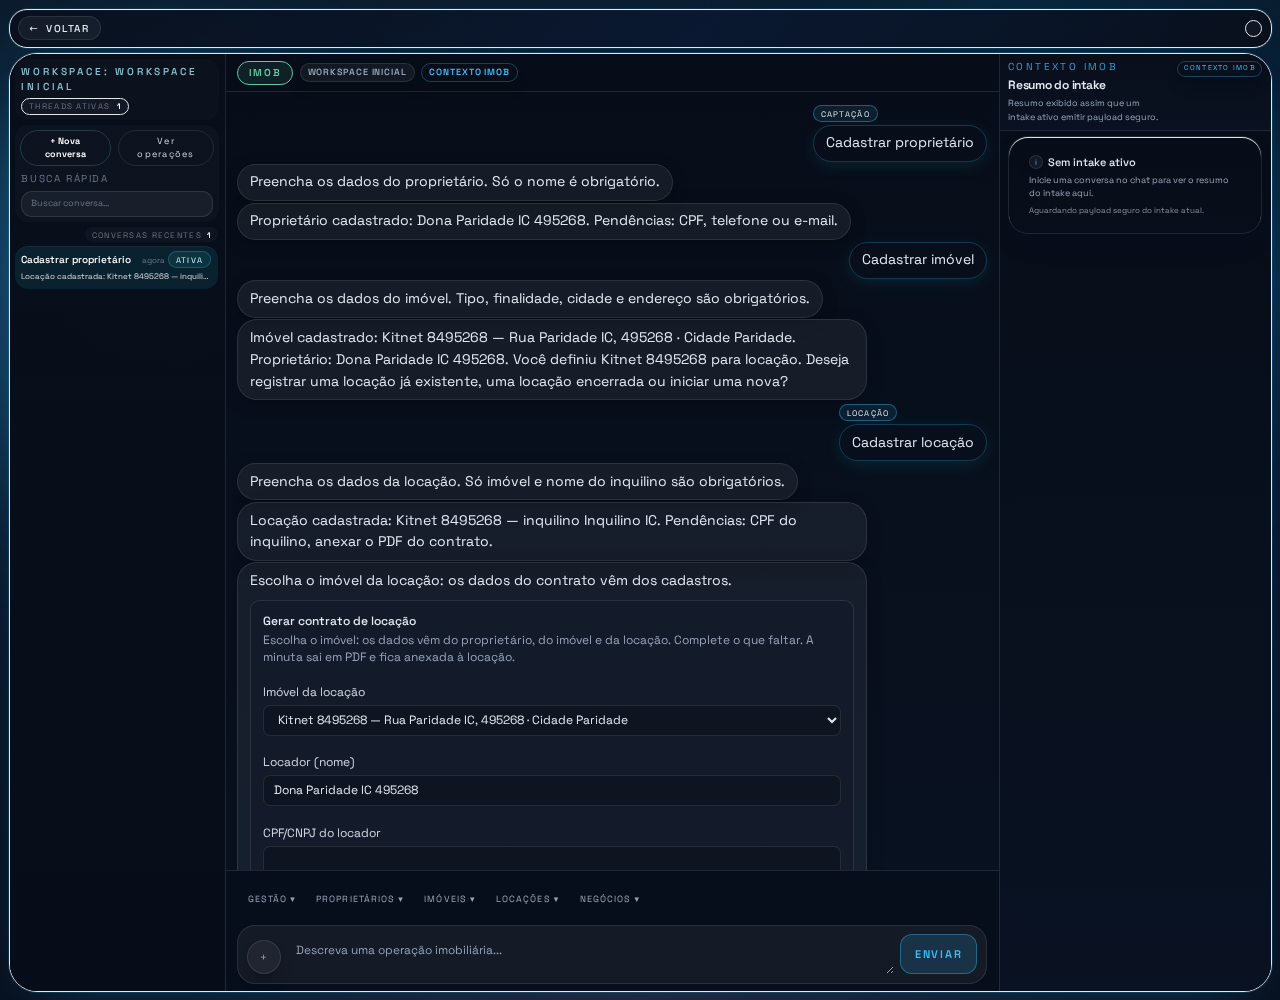 ← VOLTAR
WORKSPACE: WORKSPACE
INICIAL
THREADS ATIVAS 1
+ Nova
conversa
Ver
operações
BUSCA RÁPIDA
Buscar conversa…
CONVERSAS RECENTES 1
Cadastrar proprietário agora ATIVA
Locação cadastrada: Kitnet 8495268 — inquili…
IMOB WORKSPACE INICIAL CONTEXTO IMOB
CAPTAÇÃO
Cadastrar proprietário
Preencha os dados do proprietário. Só o nome é obrigatório.
Proprietário cadastrado: Dona Paridade IC 495268. Pendências: CPF, telefone ou e-mail.
Cadastrar imóvel
Preencha os dados do imóvel. Tipo, finalidade, cidade e endereço são obrigatórios.
Imóvel cadastrado: Kitnet 8495268 — Rua Paridade IC, 495268 · Cidade Paridade.
Proprietário: Dona Paridade IC 495268. Você definiu Kitnet 8495268 para locação. Deseja
registrar uma locação já existente, uma locação encerrada ou iniciar uma nova?
LOCAÇÃO
Cadastrar locação
Preencha os dados da locação. Só imóvel e nome do inquilino são obrigatórios.
Locação cadastrada: Kitnet 8495268 — inquilino Inquilino IC. Pendências: CPF do
inquilino, anexar o PDF do contrato.
Escolha o imóvel da locação: os dados do contrato vêm dos cadastros.
Gerar contrato de locação
Escolha o imóvel: os dados vêm do proprietário, do imóvel e da locação. Complete o que faltar. A
minuta sai em PDF e fica anexada à locação.
Imóvel da locação
Kitnet 8495268 — Rua Paridade IC, 495268 · Cidade Paridade
Locador (nome)
Dona Paridade IC 495268
CPF/CNPJ do locador
GESTÃO ▾ PROPRIETÁRIOS ▾ IMÓVEIS ▾ LOCAÇÕES ▾ NEGÓCIOS ▾
+ Descreva uma operação imobiliária... ENVIAR
CONTEXTO IMOB CONTEXTO IMOB
Resumo do intake
Resumo exibido assim que um
intake ativo emitir payload seguro.
i Sem intake ativo
Inicie uma conversa no chat para ver o resumo
do intake aqui.
Aguardando payload seguro do intake atual.